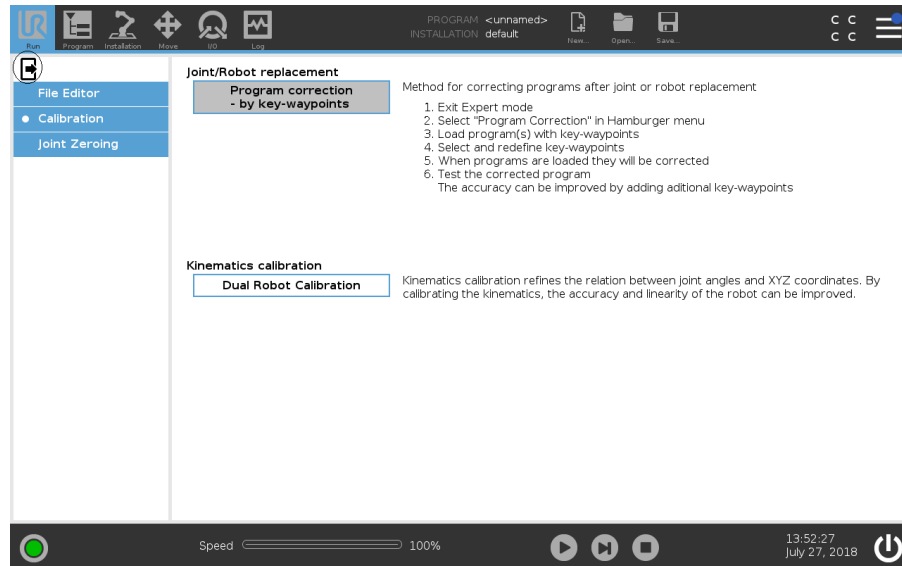 UR
Run
Program
Installation
Move
I/O
Log
PROGRAM <unnamed>
INSTALLATION default
New...
Open...
Save...
C C
C C
File Editor
Calibration
Joint Zeroing
Joint/Robot replacement
Program correction
- by key-waypoints
Method for correcting programs after joint or robot replacement
1. Exit Expert mode
2. Select "Program Correction" in Hamburger menu
3. Load program(s) with key-waypoints
4. Select and redefine key-waypoints
5. When programs are loaded they will be corrected
6. Test the corrected program
The accuracy can be improved by adding aditional key-waypoints
Kinematics calibration
Dual Robot Calibration
Kinematics calibration refines the relation between joint angles and XYZ coordinates. By
calibrating the kinematics, the accuracy and linearity of the robot can be improved.
Speed 100%
13:52:27
July 27, 2018